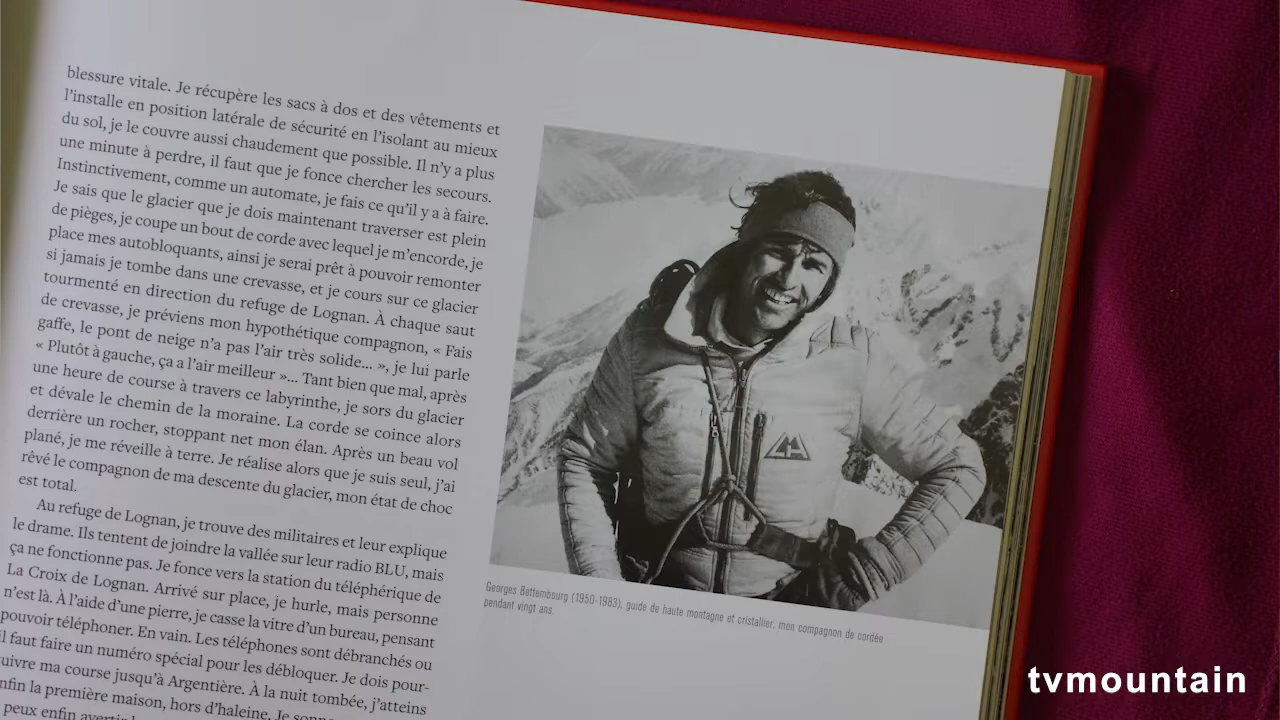 blessure vitale. Je récupère les sacs à dos et des vêtements et
l'installe en position latérale de sécurité en l'isolant au mieux
du sol, je le couvre aussi chaudement que possible. Il n'y a plus
une minute à perdre, il faut que je fonce chercher les secours.
Instinctivement, comme un automate, je fais ce qu'il y a à faire.
Je sais que le glacier que je dois maintenant traverser est plein
de pièges, je coupe un bout de corde avec lequel je m'encorde, je
place mes autobloquants, ainsi je serai prêt à pouvoir remonter
si jamais je tombe dans une crevasse, et je cours sur ce glacier
tourmenté en direction du refuge de Lognan. À chaque saut
de crevasse, je préviens mon hypothétique compagnon, « Fais
gaffe, le pont de neige n'a pas l'air très solide... », je lui parle
« Plutôt à gauche, ça a l'air meilleur »... Tant bien que mal, après
une heure de course à travers ce labyrinthe, je sors du glacier
et dévale le chemin de la moraine. La corde se coince alors
derrière un rocher, stoppant net mon élan. Après un beau vol
plané, je me réveille à terre. Je réalise alors que je suis seul, j'ai
rêvé le compagnon de ma descente du glacier, mon état de choc
est total.
Au refuge de Lognan, je trouve des militaires et leur explique
le drame. Ils tentent de joindre la vallée sur leur radio BLU, mais
ça ne fonctionne pas. Je fonce vers la station du téléphérique de
La Croix de Lognan. Arrivé sur place, je hurle, mais personne
n'est là. À l'aide d'une pierre, je casse la vitre d'un bureau, pensant
pouvoir téléphoner. En vain. Les téléphones sont débranchés ou
il faut faire un numéro spécial pour les débloquer. Je dois pour-
uivre ma course jusqu'à Argentière. À la nuit tombée, j'atteins
nfin la première maison, hors d'haleine. Je sonne
peux enfin avertir
Georges Bettembourg (1950-1983), guide de haute montagne et cristallier, mon compagnon de cordée
pendant vingt ans.
tvmountain